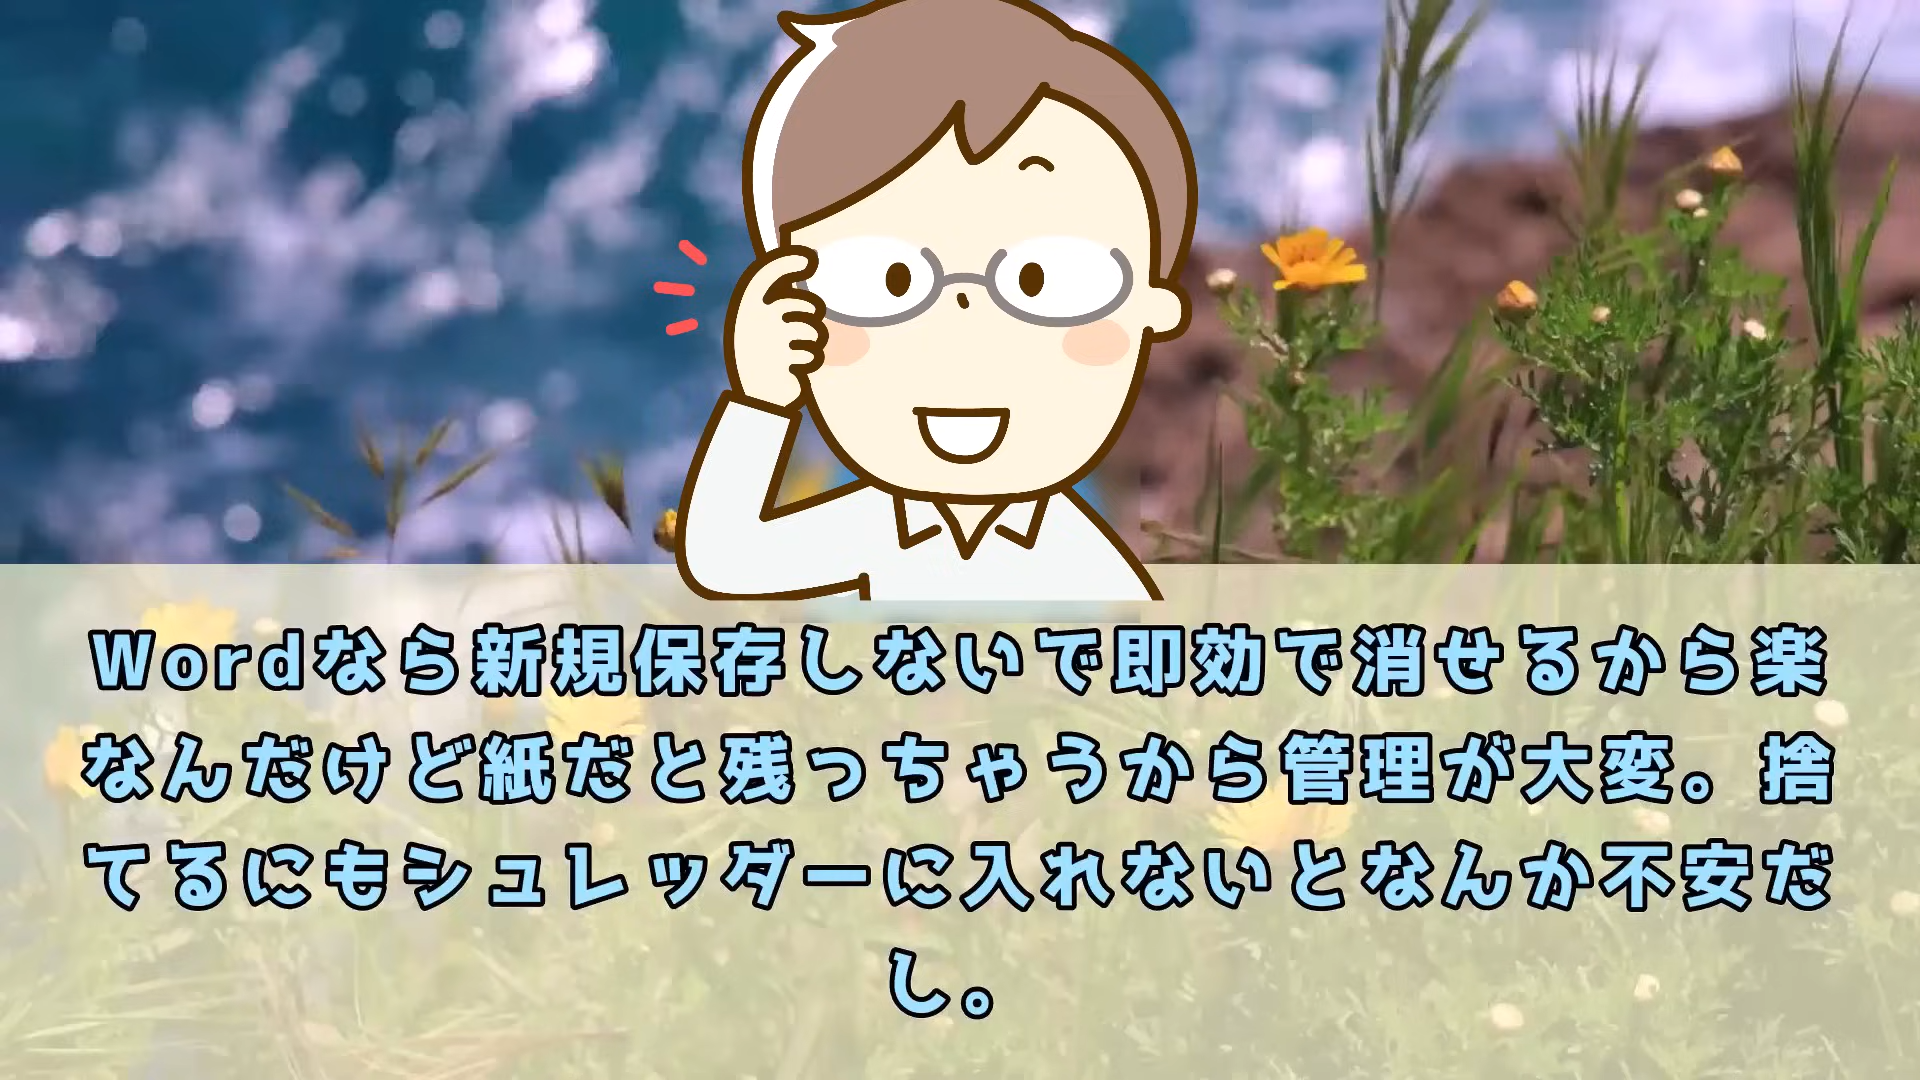 Wordなら新規保存しないで即効で消せるから楽
なんだけど紙だと残っちゃうから管理が大変。捨
てるにもシュレッダーに入れないとなんか不安だ
し。